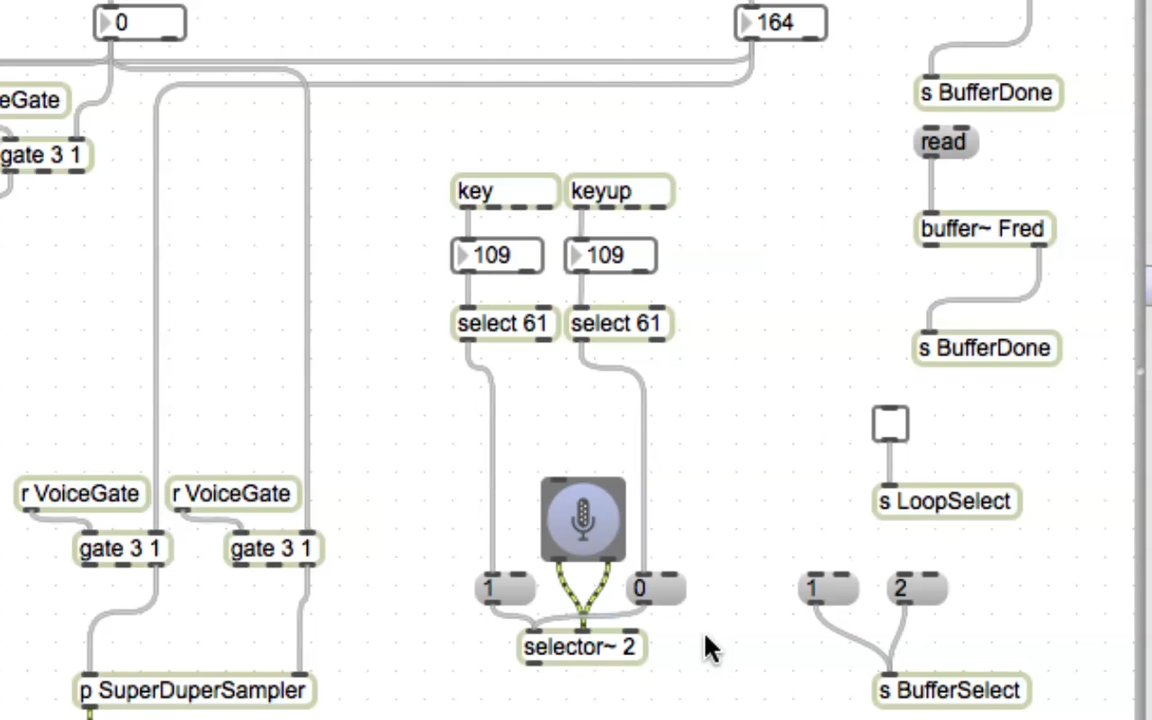 0
164
eGate
s BufferDone
gate 3 1
read
key
keyup
buffer~ Fred
109
109
select 61
select 61
s BufferDone
r VoiceGate
r VoiceGate
s LoopSelect
gate 3 1
gate 3 1
1
0
1
2
selector~ 2
p SuperDuperSampler
s BufferSelect